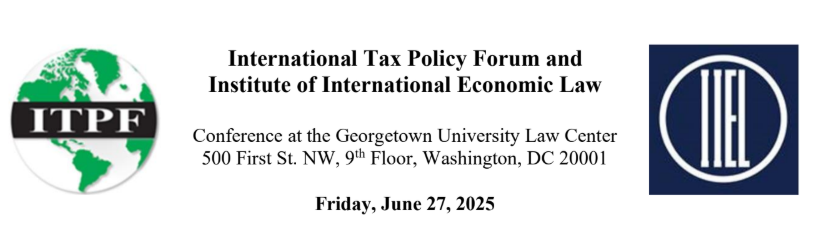 ITPF
International Tax Policy Forum and
Institute of International Economic Law
Conference at the Georgetown University Law Center
500 First St. NW, 9th Floor, Washington, DC 20001
Friday, June 27, 2025
IIEL